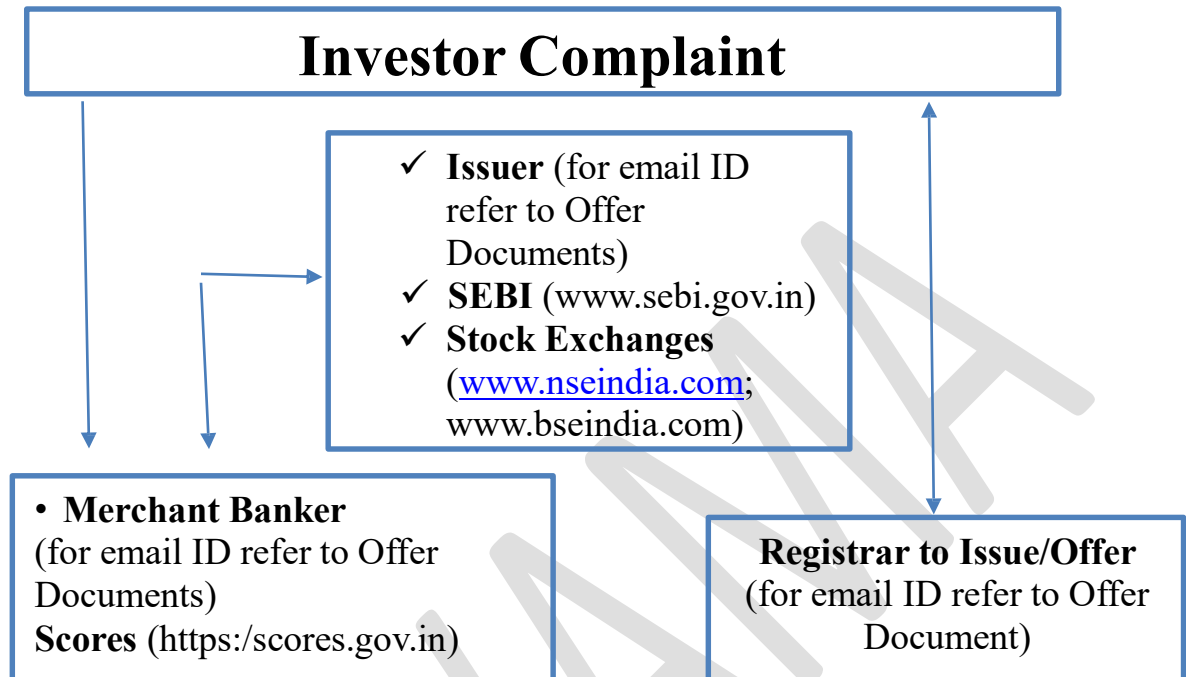 Investor Complaint
✓ Issuer (for email ID
refer to Offer
Documents)
✓ SEBI (www.sebi.gov.in)
✓ Stock Exchanges
(www.nseindia.com;
www.bseindia.com)
• Merchant Banker
(for email ID refer to Offer
Documents)
Scores (https:/scores.gov.in)
Registrar to Issue/Offer
(for email ID refer to Offer
Document)